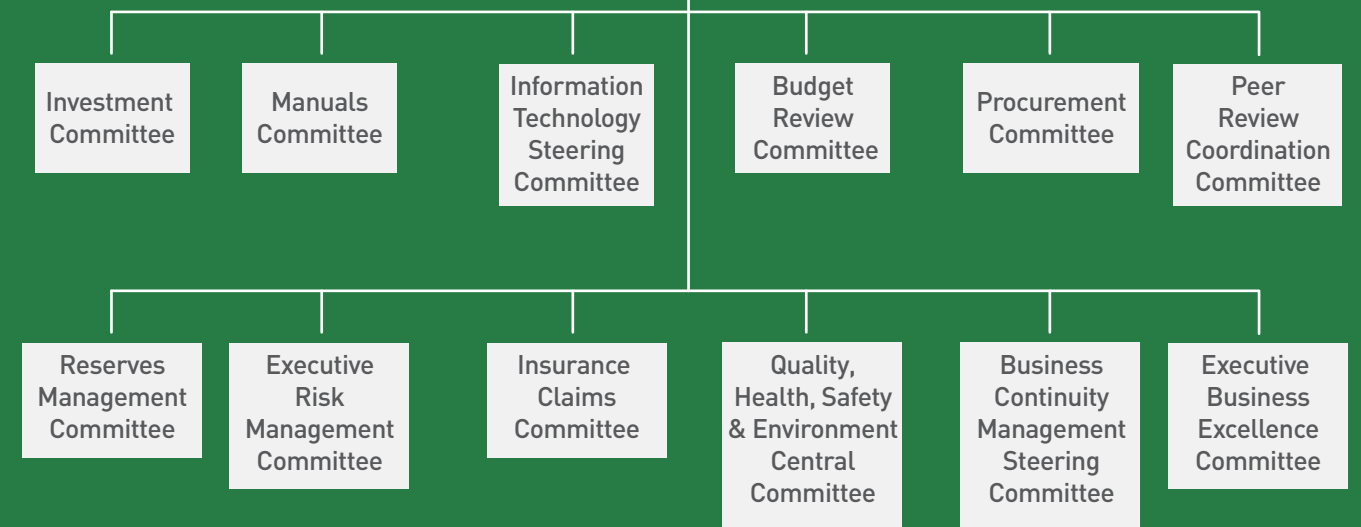 Investment
Committee
Manuals
Committee
Information
Technology
Steering
Committee
Budget
Review
Committee
Procurement
Committee
Peer
Review
Coordination
Committee
Reserves
Management
Committee
Executive
Risk
Management
Committee
Insurance
Claims
Committee
Quality,
Health, Safety
& Environment
Central
Committee
Business
Continuity
Management
Steering
Committee
Executive
Business
Excellence
Committee